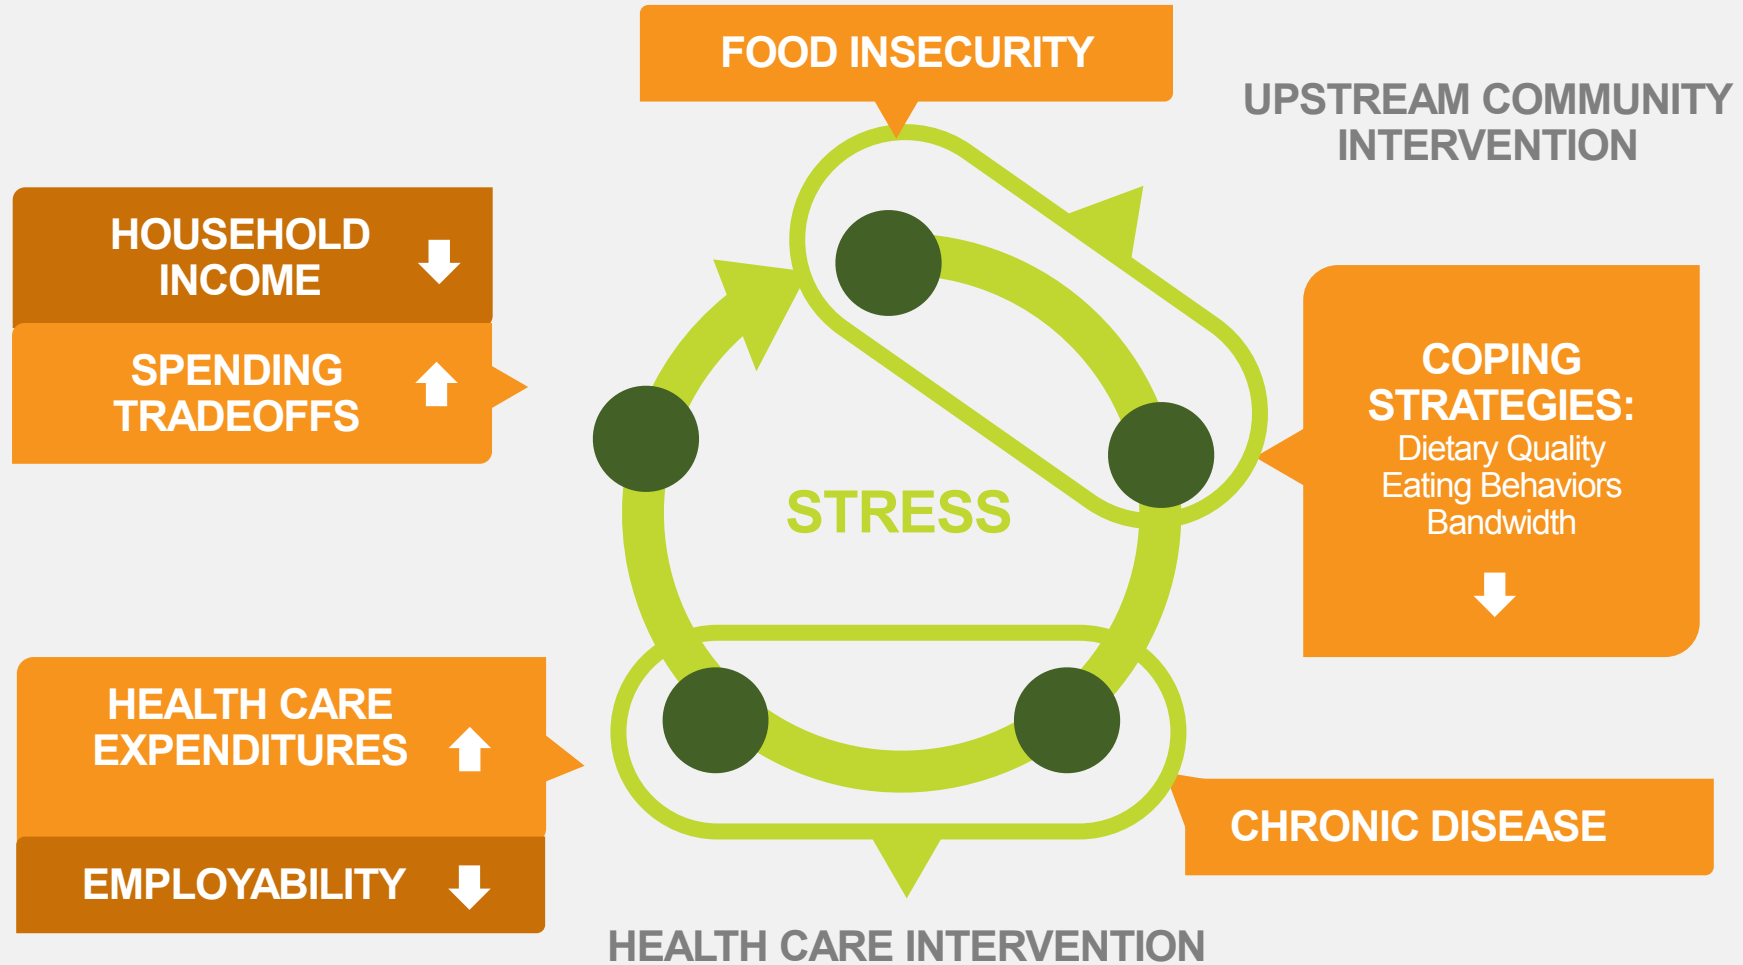 FOOD INSECURITY
UPSTREAM COMMUNITY
INTERVENTION
HOUSEHOLD
INCOME
SPENDING
TRADEOFFS
COPING
STRATEGIES:
Dietary Quality
Eating Behaviors
Bandwidth
STRESS
HEALTH CARE
EXPENDITURES
EMPLOYABILITY
CHRONIC DISEASE
HEALTH CARE INTERVENTION